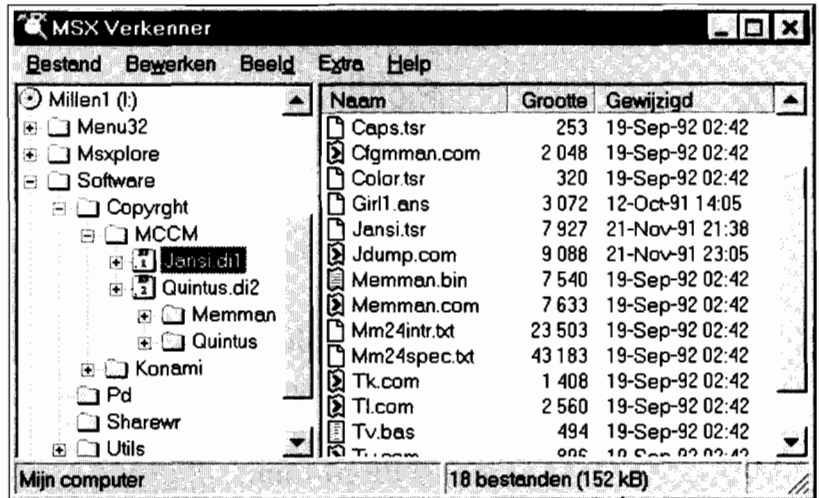 MSX Verkenner
Bestand Bewerken Beeld Extra Help
Millen1 (I:)
Menu32
Msxplore
Software
Copyrght
MCCM
Jansi.di1
Quintus.di2
Memman
Quintus
Konami
Pd
Sharewr
Utils
Naam Grootte Gewijzigd
Caps.tsr 253 19-Sep-92 02:42
Cfgmman.com 2 048 19-Sep-92 02:42
Color.tsr 320 19-Sep-92 02:42
Girl1.ans 3 072 12-Oct-91 14:05
Jansi.tsr 7 927 21-Nov-91 21:38
Jdump.com 9 088 21-Nov-91 23:05
Memman.bin 7 540 19-Sep-92 02:42
Memman.com 7 633 19-Sep-92 02:42
Mm24intr.txt 23 503 19-Sep-92 02:42
Mm24spec.txt 43 183 19-Sep-92 02:42
Tk.com 1 408 19-Sep-92 02:42
Tl.com 2 560 19-Sep-92 02:42
Tv.bas 494 19-Sep-92 02:42
Mijn computer
18 bestanden (152 kB)